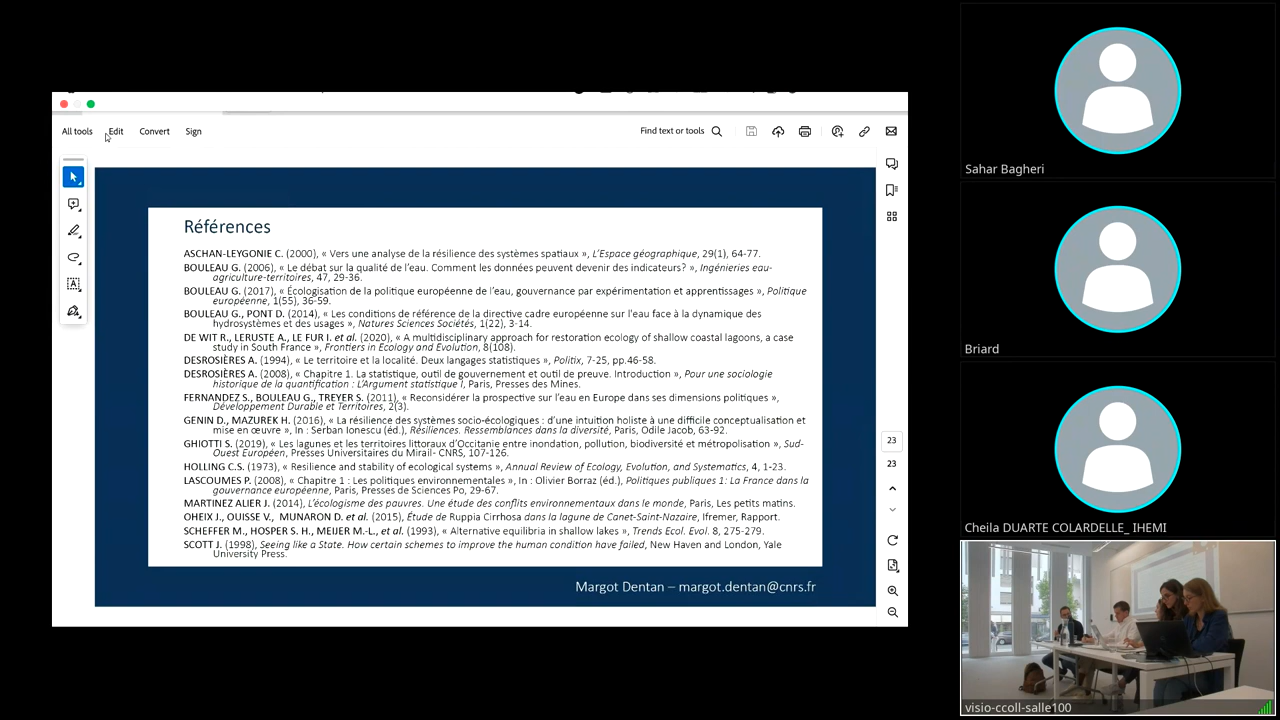 All tools
Edit
Convert
Sign
Find text or tools
Références
ASCHAN-LEYGONIE C. (2000), « Vers une analyse de la résilience des systèmes spatiaux », L'Espace géographique, 29(1), 64-77.
BOULEAU G. (2006), « Le débat sur la qualité de l'eau. Comment les données peuvent devenir des indicateurs? », Ingénieries eau-
agriculture-territoires, 47, 29-36.
BOULEAU G. (2017), « Écologisation de la politique européenne de l'eau, gouvernance par expérimentation et apprentissages », Politique
européenne, 1(55), 36-59.
BOULEAU G., PONT D. (2014), « Les conditions de référence de la directive cadre européenne sur l'eau face à la dynamique des
hydrosystèmes et des usages », Natures Sciences Sociétés, 1(22), 3-14.
DE WIT R., LERUSTE A., LE FUR I. et al. (2020), « A multidisciplinary approach for restoration ecology of shallow coastal lagoons, a case
study in South France », Frontiers in Ecology and Evolution, 8(108).
DESROSIÈRES A. (1994), « Le territoire et la localité. Deux langages statistiques », Politix, 7-25, pp.46-58.
DESROSIÈRES A. (2008), « Chapitre 1. La statistique, outil de gouvernement et outil de preuve. Introduction », Pour une sociologie
historique de la quantification : L'Argument statistique I, Paris, Presses des Mines.
FERNANDEZ S., BOULEAU G., TREYER S. (2011), « Reconsidérer la prospective sur l'eau en Europe dans ses dimensions politiques »,
Développement Durable et Territoires, 2(3).
GENIN D., MAZUREK H. (2016), « La résilience des systèmes socio-écologiques : d'une intuition holiste à une difficile conceptualisation et
mise en œuvre », In : Serban Ionescu (éd.), Résiliences. Ressemblances dans la diversité, Paris, Odile Jacob, 63-92.
GHIOTTI S. (2019), « Les lagunes et les territoires littoraux d'Occitanie entre inondation, pollution, biodiversité et métropolisation », Sud-
Ouest Européen, Presses Universitaires du Mirail- CNRS, 107-126.
HOLLING C.S. (1973), « Resilience and stability of ecological systems », Annual Review of Ecology, Evolution, and Systematics, 4, 1-23.
LASCOUMES P. (2008), « Chapitre 1 : Les politiques environnementales », In : Olivier Borraz (éd.), Politiques publiques 1: La France dans la
gouvernance européenne, Paris, Presses de Sciences Po, 29-67.
MARTINEZ ALIER J. (2014), L'écologisme des pauvres. Une étude des conflits environnementaux dans le monde, Paris, Les petits matins.
OHEIX J., OUISSE V., MUNARON D. et al. (2015), Étude de Ruppia Cirrhosa dans la lagune de Canet-Saint-Nazaire, Ifremer, Rapport.
SCHEFFER M., HOSPER S. H., MEIJER M.-L., et al. (1993), « Alternative equilibria in shallow lakes », Trends Ecol. Evol. 8, 275-279.
SCOTT J. (1998), Seeing like a State. How certain schemes to improve the human condition have failed, New Haven and London, Yale
University Press.
Margot Dentan – margot.dentan@cnrs.fr
23
23
Sahar Bagheri
Briard
Cheila DUARTE COLARDELLE_ IHEMI
visio-ccoll-salle100